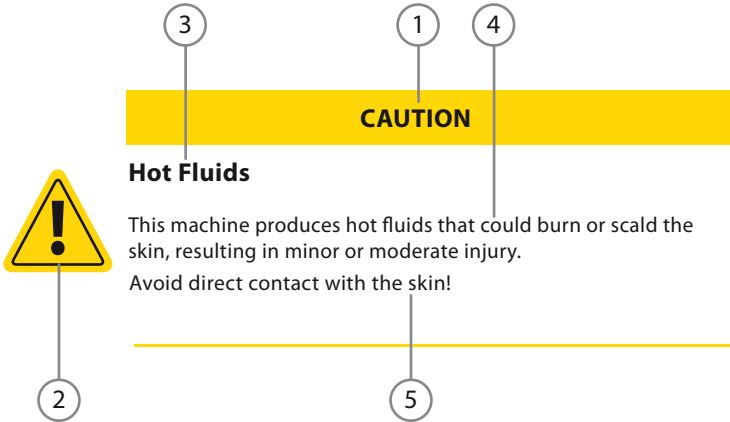 3 1 4
CAUTION
Hot Fluids
!
This machine produces hot fluids that could burn or scald the
skin, resulting in minor or moderate injury.
Avoid direct contact with the skin!
2 5